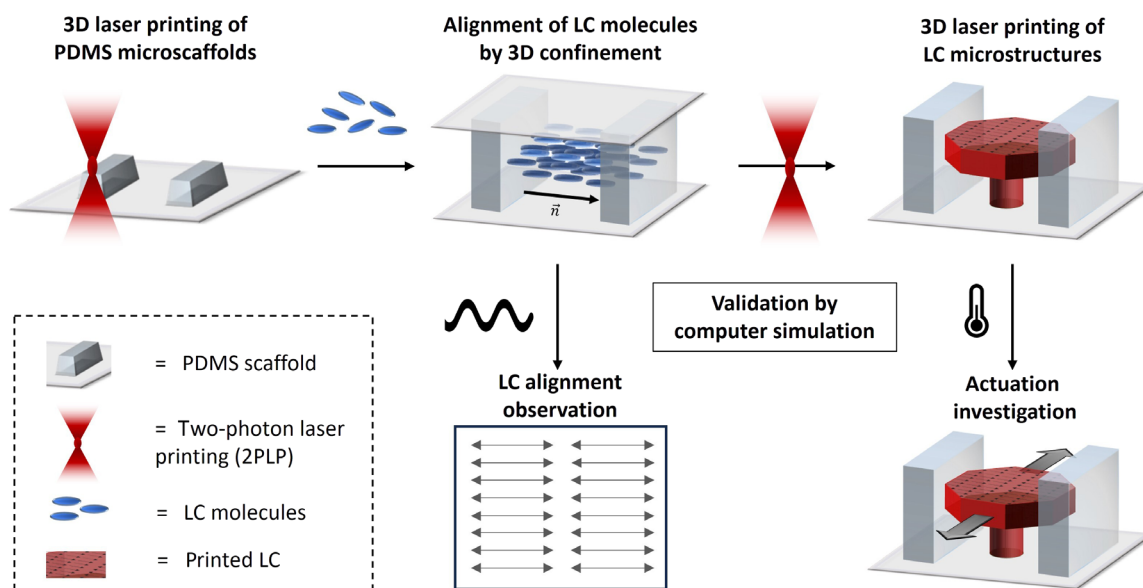 3D laser printing of
PDMS microscaffolds
Alignment of LC molecules
by 3D confinement
3D laser printing of
LC microstructures
n⃗
Validation by
computer simulation
LC alignment
observation
Actuation
investigation
= PDMS scaffold
= Two-photon laser
printing (2PLP)
= LC molecules
= Printed LC